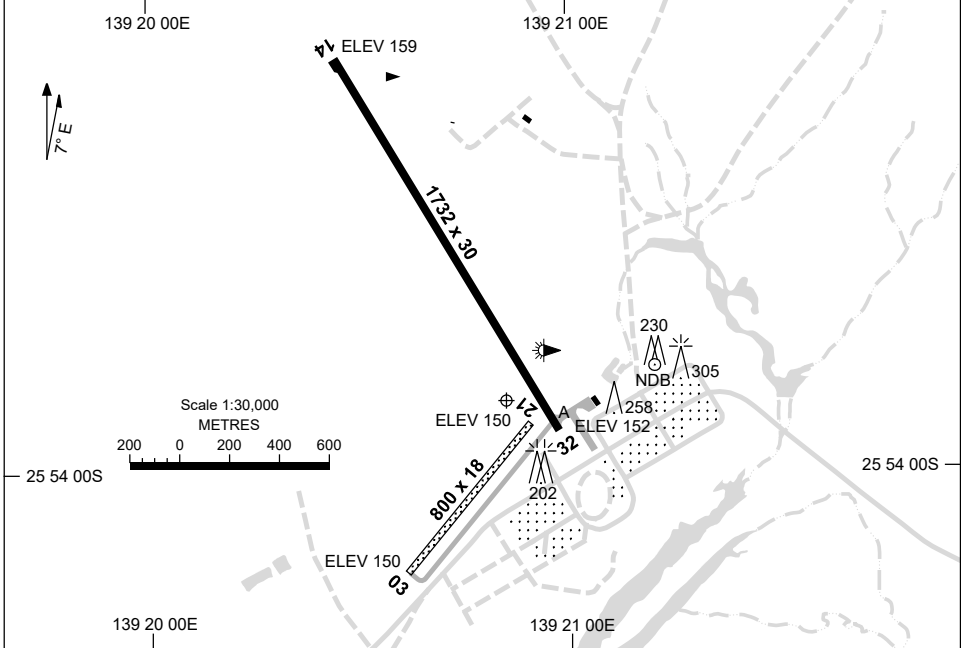 139 20 00E
139 21 00E
14
ELEV 159
7° E
1732 x 30
230
305
NDB
258
A
21
ELEV 150
ELEV 152
32
Scale 1:30,000
METRES
200 0 200 400 600
25 54 00S
25 54 00S
800 x 18
202
ELEV 150
03
139 20 00E
139 21 00E